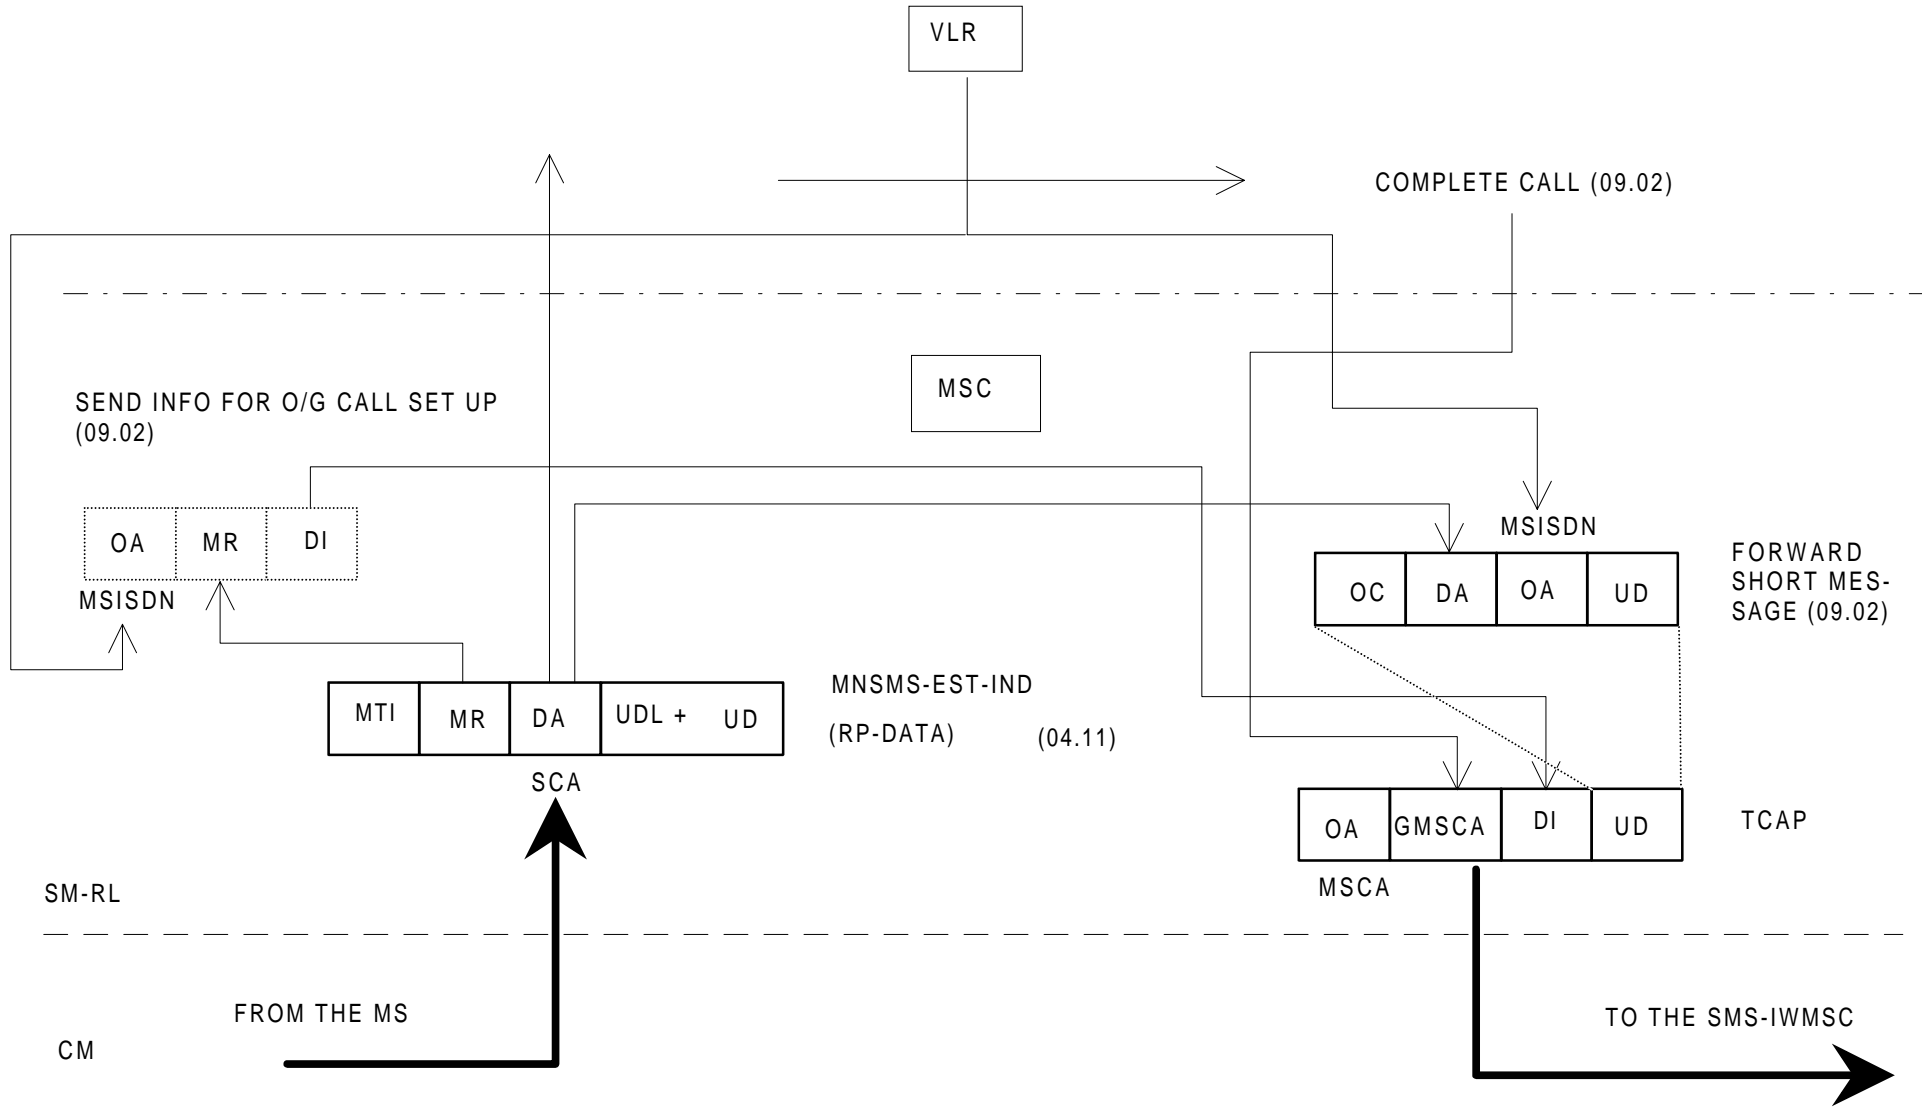 VLR
COMPLETE CALL (09.02)
MSC
SEND INFO FOR O/G CALL SET UP
(09.02)
OA MR DI
MSISDN
MSISDN
OC DA OA UD
FORWARD
SHORT MES-
SAGE (09.02)
MTI MR DA UDL + UD
MNSMS-EST-IND
(RP-DATA) (04.11)
SCA
OA GMSCA DI UD
TCAP
MSCA
SM-RL
FROM THE MS
TO THE SMS-IWMSC
CM